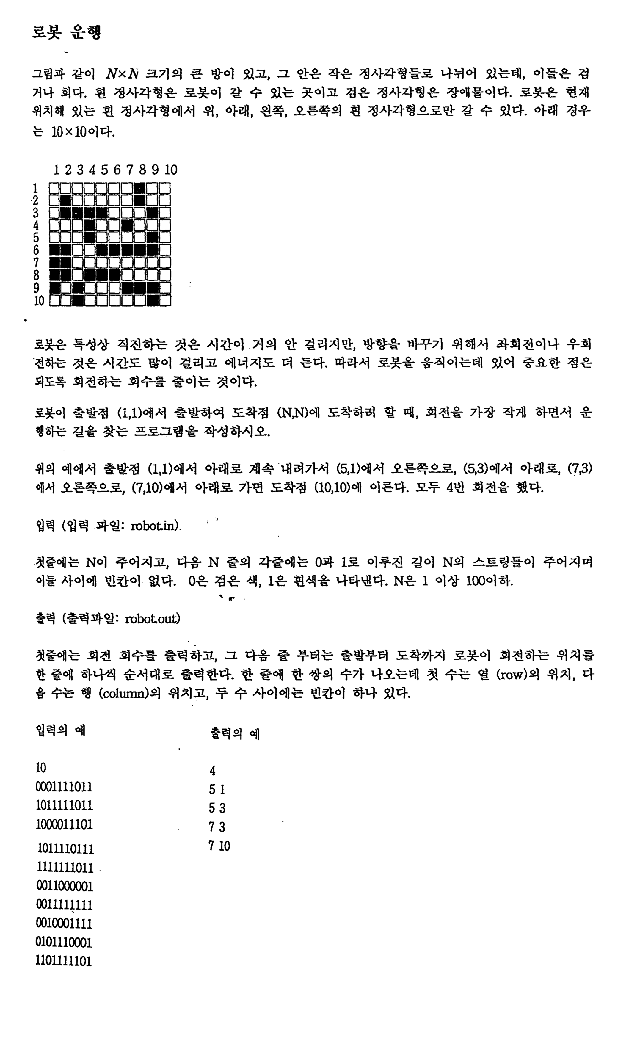 로봇 운행
그림과 같이 N×N 크기의 큰 방이 있고, 그 안은 작은 정사각형들로 나뉘어 있는데, 이들은 검
거나 희다. 흰 정사각형은 로봇이 갈 수 있는 곳이고 검은 정사각형은 장애물이다. 로봇은 현재
위치해 있는 흰 정사각형에서 위, 아래, 왼쪽, 오른쪽의 흰 정사각형으로만 갈 수 있다. 아래 경우
는 10×10이다.
1 2 3 4 5 6 7 8 9 10
1
2
3
4
5
6
7
8
9
10
로봇은 특성상 직진하는 것은 시간이 거의 안 걸리지만, 방향을 바꾸기 위해서 좌회전이나 우회
전하는 것은 시간도 많이 걸리고 에너지도 더 든다. 따라서 로봇을 움직이는데 있어 중요한 점은
되도록 회전하는 회수를 줄이는 것이다.
로봇이 출발점 (1,1)에서 출발하여 도착점 (N,N)에 도착하려 할 때, 회전을 가장 작게 하면서 운
행하는 길을 찾는 프로그램을 작성하시오.
위의 예에서 출발점 (1,1)에서 아래로 계속 내려가서 (5,1)에서 오른쪽으로, (5,3)에서 아래로, (7,3)
에서 오른쪽으로, (7,10)에서 아래로 가면 도착점 (10,10)에 이른다. 모두 4번 회전을 했다.
입력 (입력 파일: robot.in)
첫줄에는 N이 주어지고, 다음 N 줄의 각줄에는 0과 1로 이루진 길이 N의 스트링들이 주어지며
이들 사이에 빈칸이 없다. 0은 검은 색, 1은 흰색을 나타낸다. N은 1 이상 100이하.
출력 (출력파일: robot.out)
첫줄에는 회전 회수를 출력하고, 그 다음 줄 부터는 출발부터 도착까지 로봇이 회전하는 위치를
한 줄에 하나씩 순서대로 출력한다. 한 줄에 한 쌍의 수가 나오는데 첫 수는 열 (row)의 위치, 다
음 수는 행 (column)의 위치고, 두 수 사이에는 빈칸이 하나 있다.
입력의 예
10
0001111011
1011111011
1000011101
1011110111
1111111011
0011000001
0011111111
0010001111
0101110001
1101111101
출력의 예
4
5 1
5 3
7 3
7 10